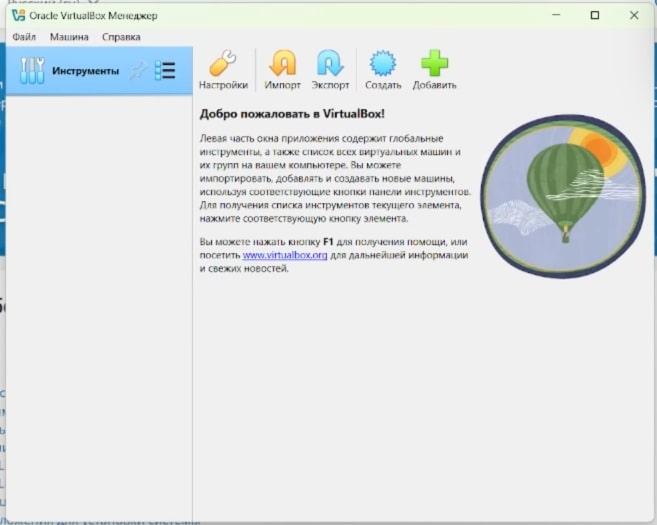 Oracle VirtualBox Менеджер
Файл Машина Справка
Инструменты
Настройки Импорт Экспорт Создать Добавить
Добро пожаловать в VirtualBox!
Левая часть окна приложения содержит глобальные
инструменты, а также список всех виртуальных машин и
их групп на вашем компьютере. Вы можете
импортировать, добавлять и создавать новые машины,
используя соответствующие кнопки панели инструментов.
Для получения списка инструментов текущего элемента,
нажмите соответствующую кнопку элемента.
Вы можете нажать кнопку F1 для получения помощи, или
посетить www.virtualbox.org для дальнейшей информации
и свежих новостей.